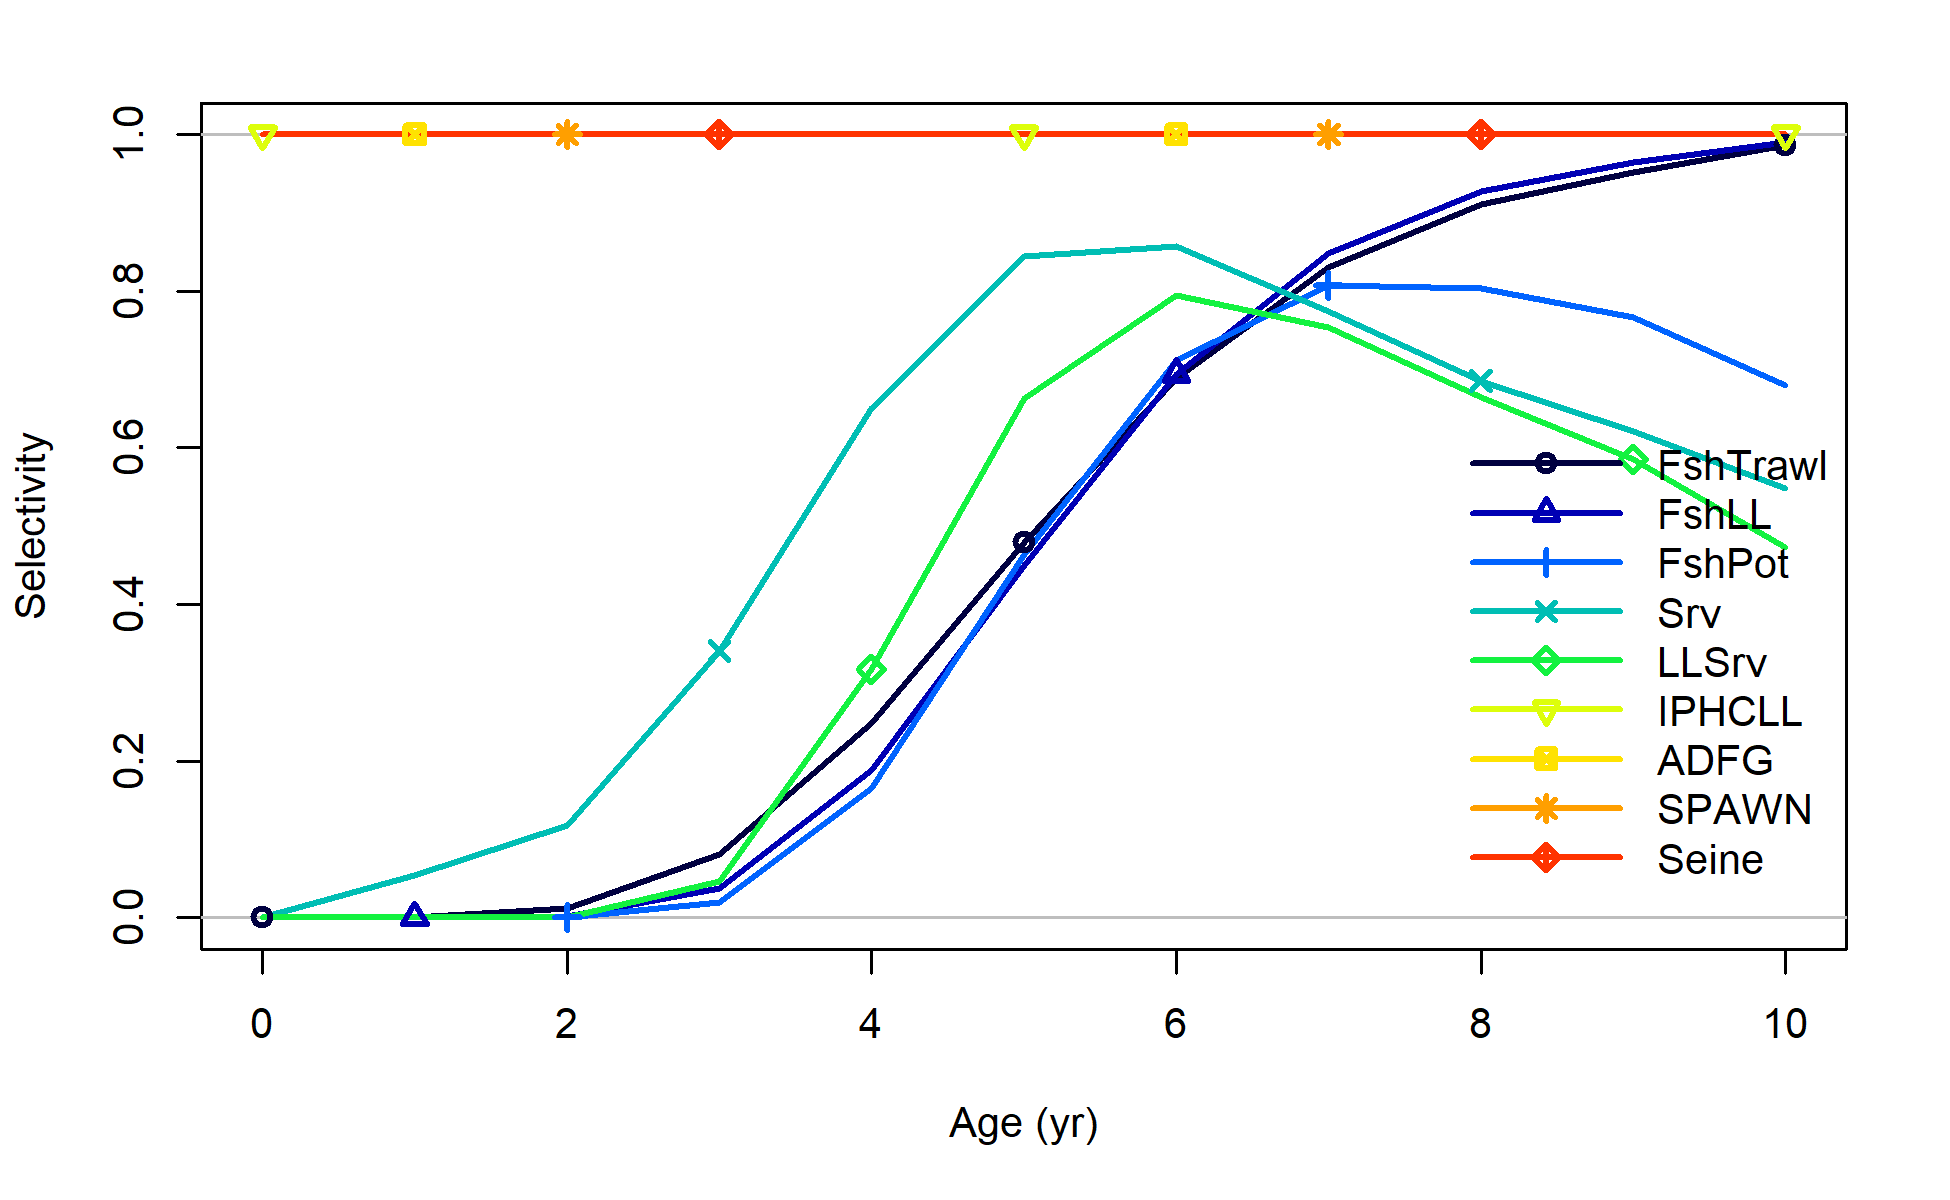 Selectivity
1.0
0.8
0.6
0.4
0.2
0.0
FshTrawl
FshLL
FshPot
Srv
LLSrv
IPHCLL
ADFG
SPAWN
Seine
0 2 4 6 8 10
Age (yr)